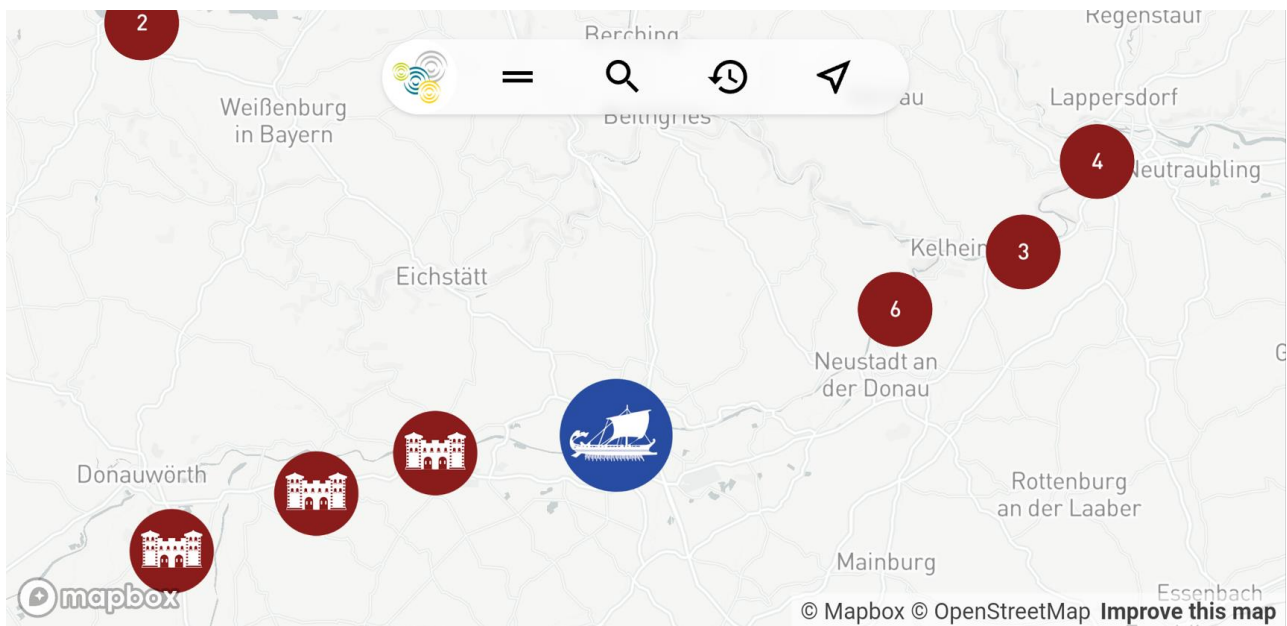 2
Berching
Regenstauf
Weißenburg
in Bayern
Beilngries
au
Lappersdorf
4
Neutraubling
Eichstätt
Kelheim
3
6
Neustadt an
der Donau
Donauwörth
Rottenburg
an der Laaber
Mainburg
Essenbach
mapbox
© Mapbox © OpenStreetMap Improve this map